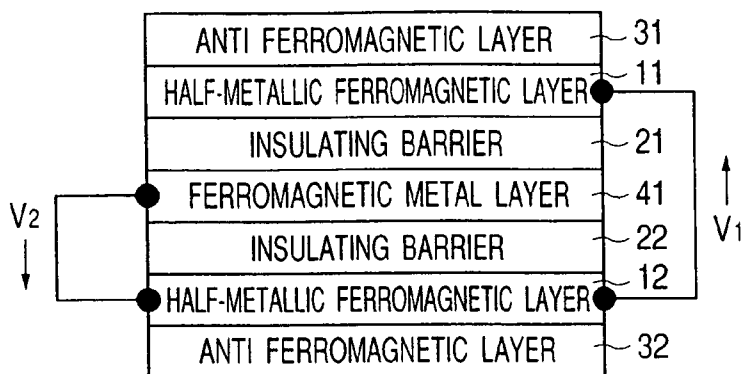 ANTI FERROMAGNETIC LAYER 31
HALF-METALLIC FERROMAGNETIC LAYER 11
INSULATING BARRIER 21
FERROMAGNETIC METAL LAYER 41
INSULATING BARRIER 22
HALF-METALLIC FERROMAGNETIC LAYER 12
ANTI FERROMAGNETIC LAYER 32
V2
V1